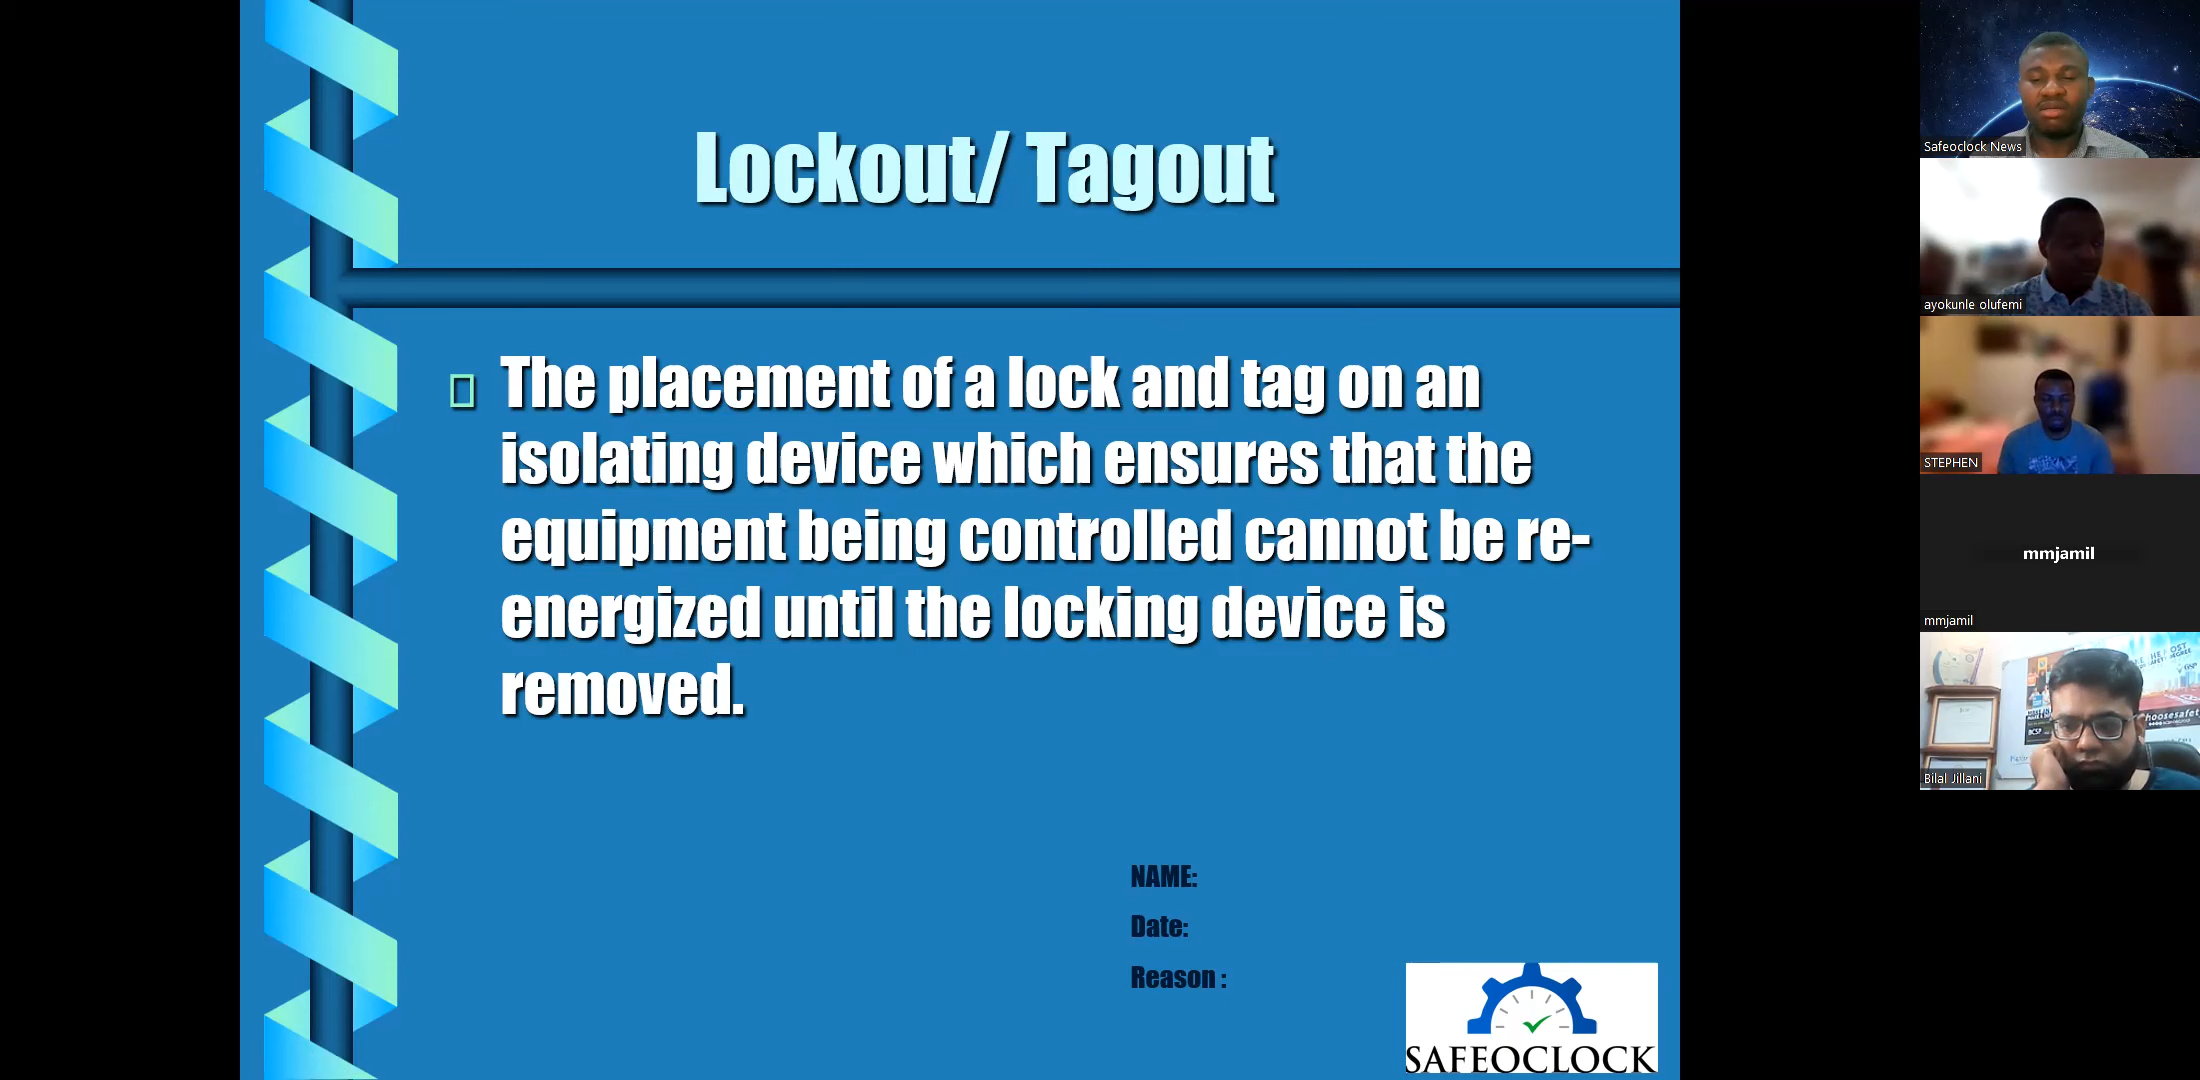 Lockout/ Tagout
The placement of a lock and tag on an
isolating device which ensures that the
equipment being controlled cannot be re-
energized until the locking device is
removed.
NAME:
Date:
Reason :
SAFEOCLOCK
Safeoclock News
ayokunle olufemi
STEPHEN
mmjamil
mmjamil
BCSP
hoosesafet
Bilal Jillani